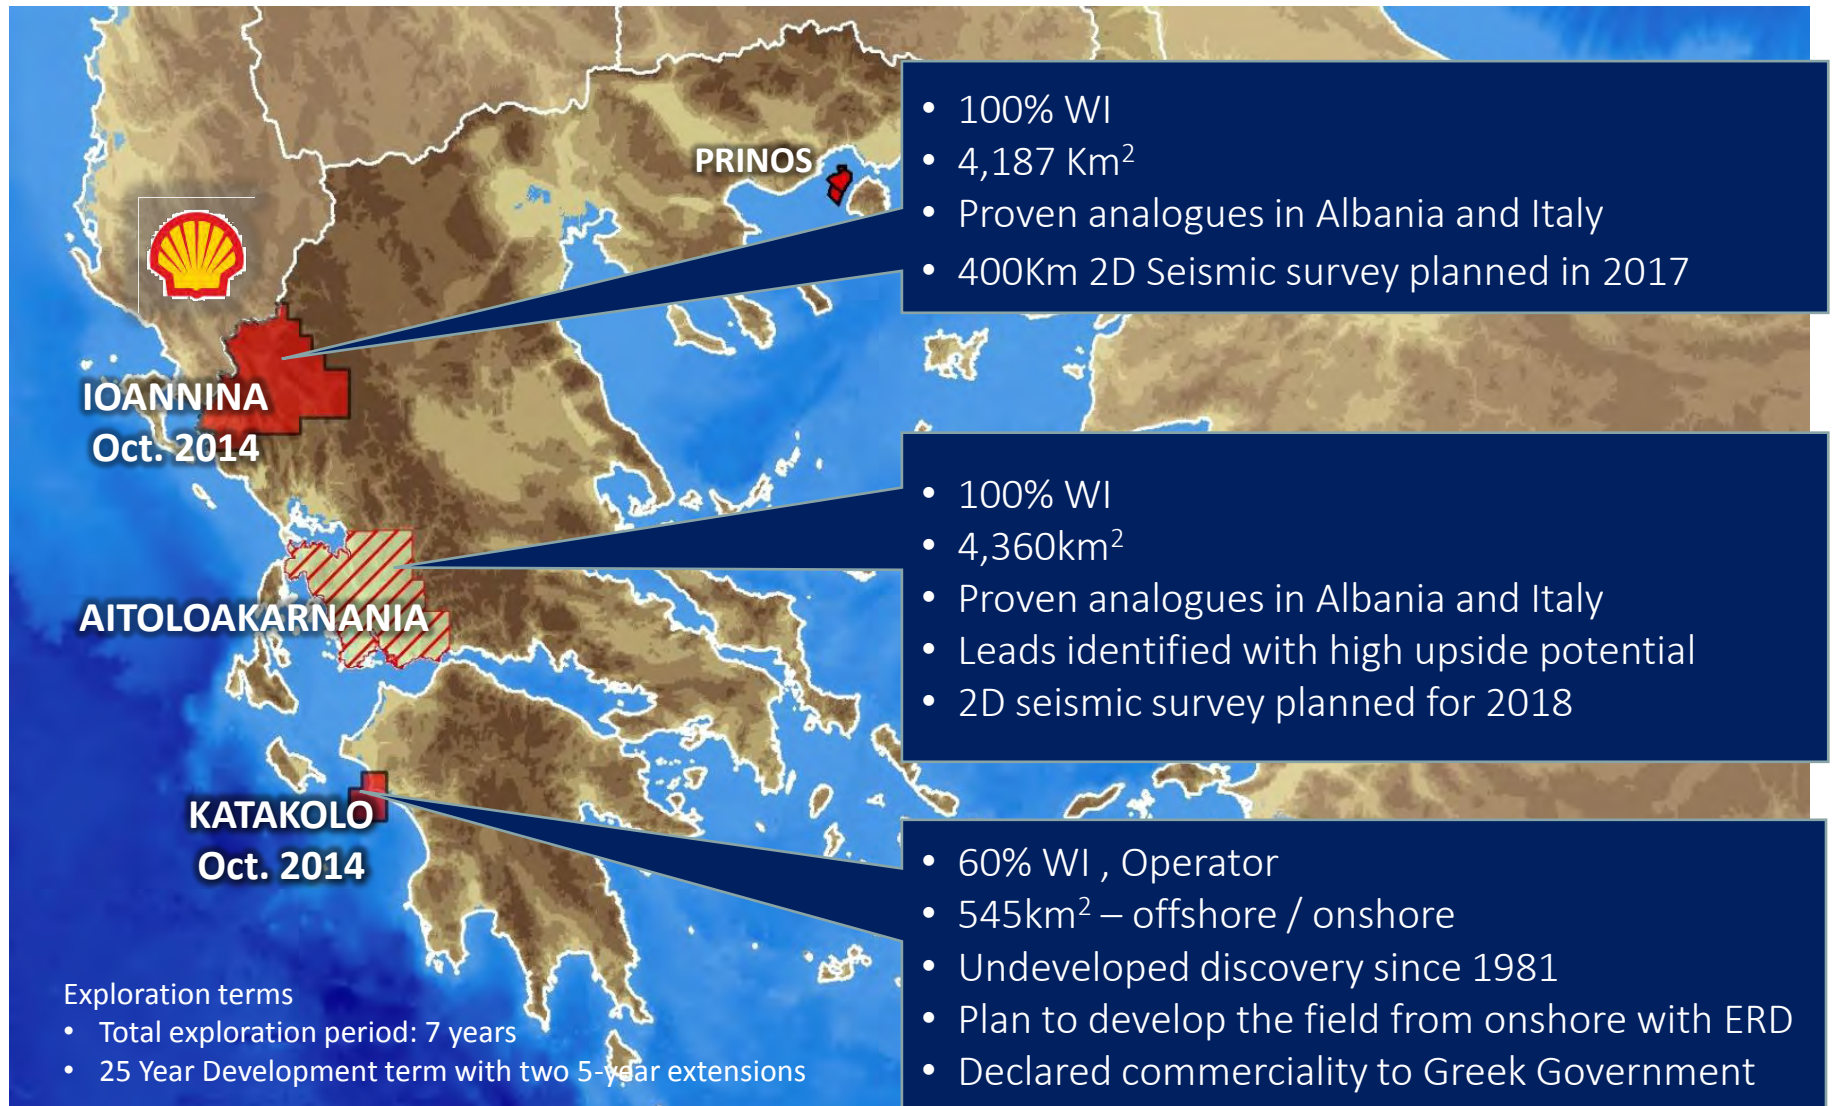 PRINOS
• 100% WI
• 4,187 Km²
• Proven analogues in Albania and Italy
• 400Km 2D Seismic survey planned in 2017
IOANNINA
Oct. 2014
• 100% WI
• 4,360km²
• Proven analogues in Albania and Italy
• Leads identified with high upside potential
• 2D seismic survey planned for 2018
AITOLOAKARNANIA
KATAKOLO
Oct. 2014
• 60% WI , Operator
• 545km² – offshore / onshore
• Undeveloped discovery since 1981
• Plan to develop the field from onshore with ERD
• Declared commerciality to Greek Government
Exploration terms
• Total exploration period: 7 years
• 25 Year Development term with two 5-year extensions